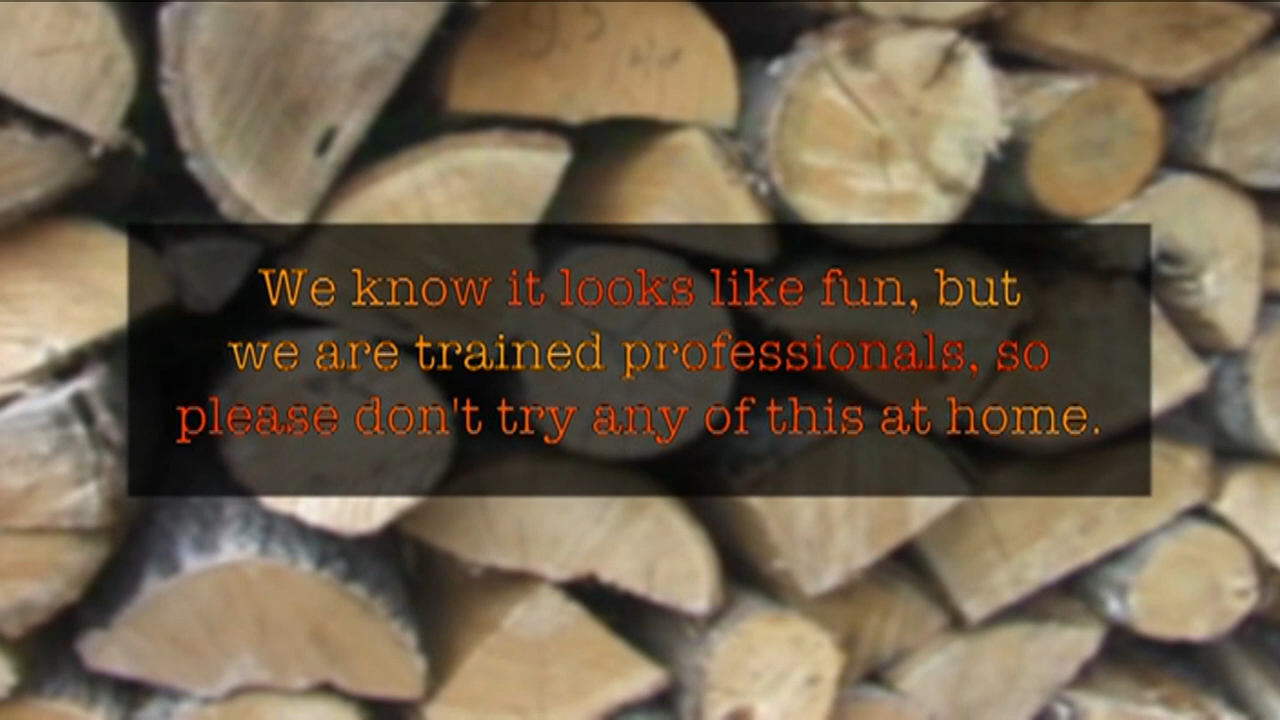 We know it looks like fun, but
we are trained professionals, so
please don't try any of this at home.